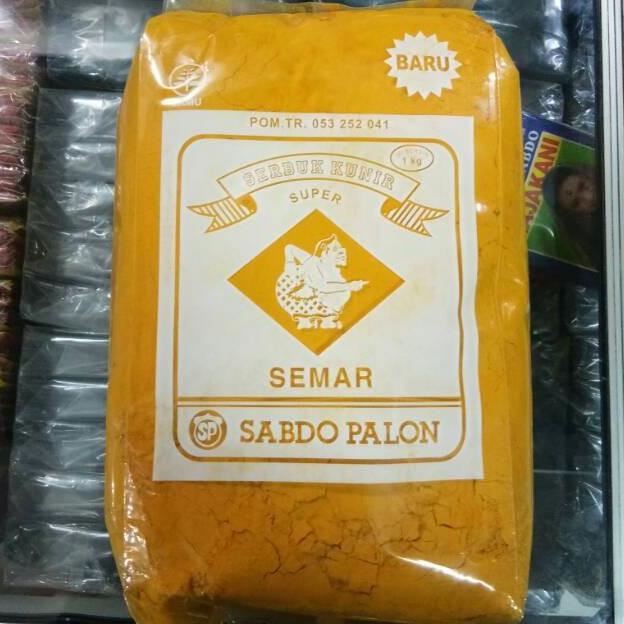 BARU
POM.TR. 053 252 041
1 kg
SERBUK KUNIR
SUPER
SEMAR
SP SABDO PALON